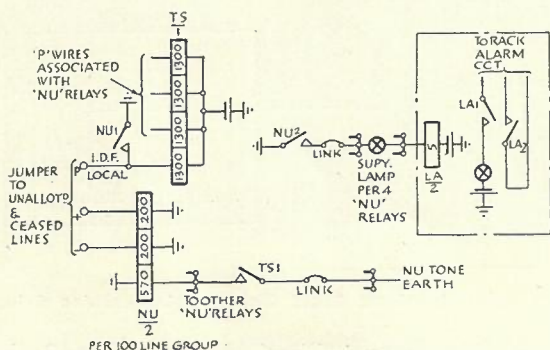 TS
1
'P' WIRES
ASSOCIATED
WITH
'NU' RELAYS
1300
1300
1300
1300
NU1
I.D.F.
LOCAL
P
JUMPER
TO
UNALLOTD
&
CEASED
LINES
+
-
200
200
570
NU
2
PER 100 LINE GROUP
TO OTHER
'NU' RELAYS
TS1
LINK
NU TONE
EARTH
NU2
LINK
SUPY.
LAMP
PER 4
'NU'
RELAYS
S
LA
2
TO RACK
ALARM
CCT.
LA1
LA2